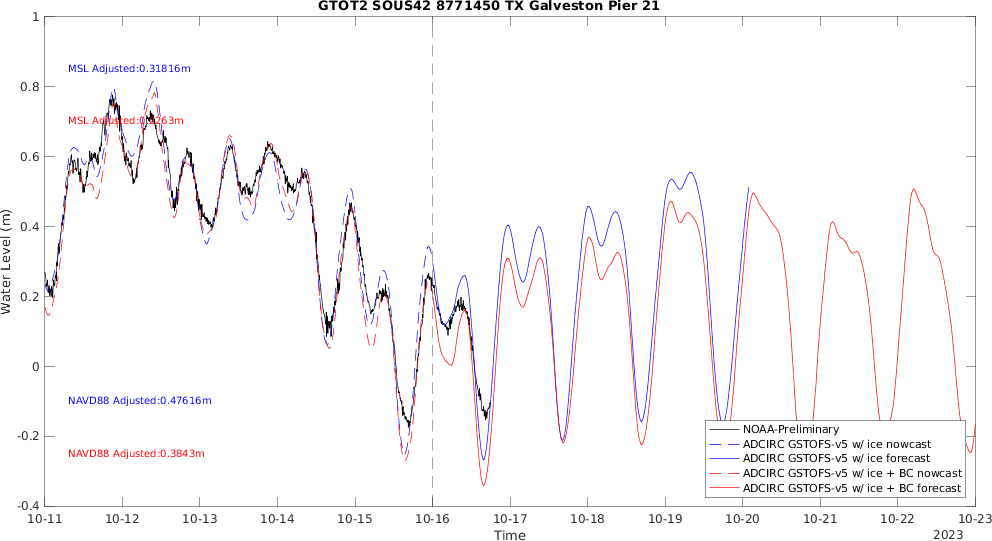 GTOT2 SOUS42 8771450 TX Galveston Pier 21
Water Level (m)
1
0.8
0.6
0.4
0.2
0
-0.2
-0.4
MSL Adjusted:0.31816m
MSL Adjusted:0.2263m
NAVD88 Adjusted:0.47616m
NAVD88 Adjusted:0.3843m
NOAA-Preliminary
ADCIRC GSTOFS-v5 w/ ice nowcast
ADCIRC GSTOFS-v5 w/ ice forecast
ADCIRC GSTOFS-v5 w/ ice + BC nowcast
ADCIRC GSTOFS-v5 w/ ice + BC forecast
10-11 10-12 10-13 10-14 10-15 10-16 10-17 10-18 10-19 10-20 10-21 10-22 10-23
Time
2023